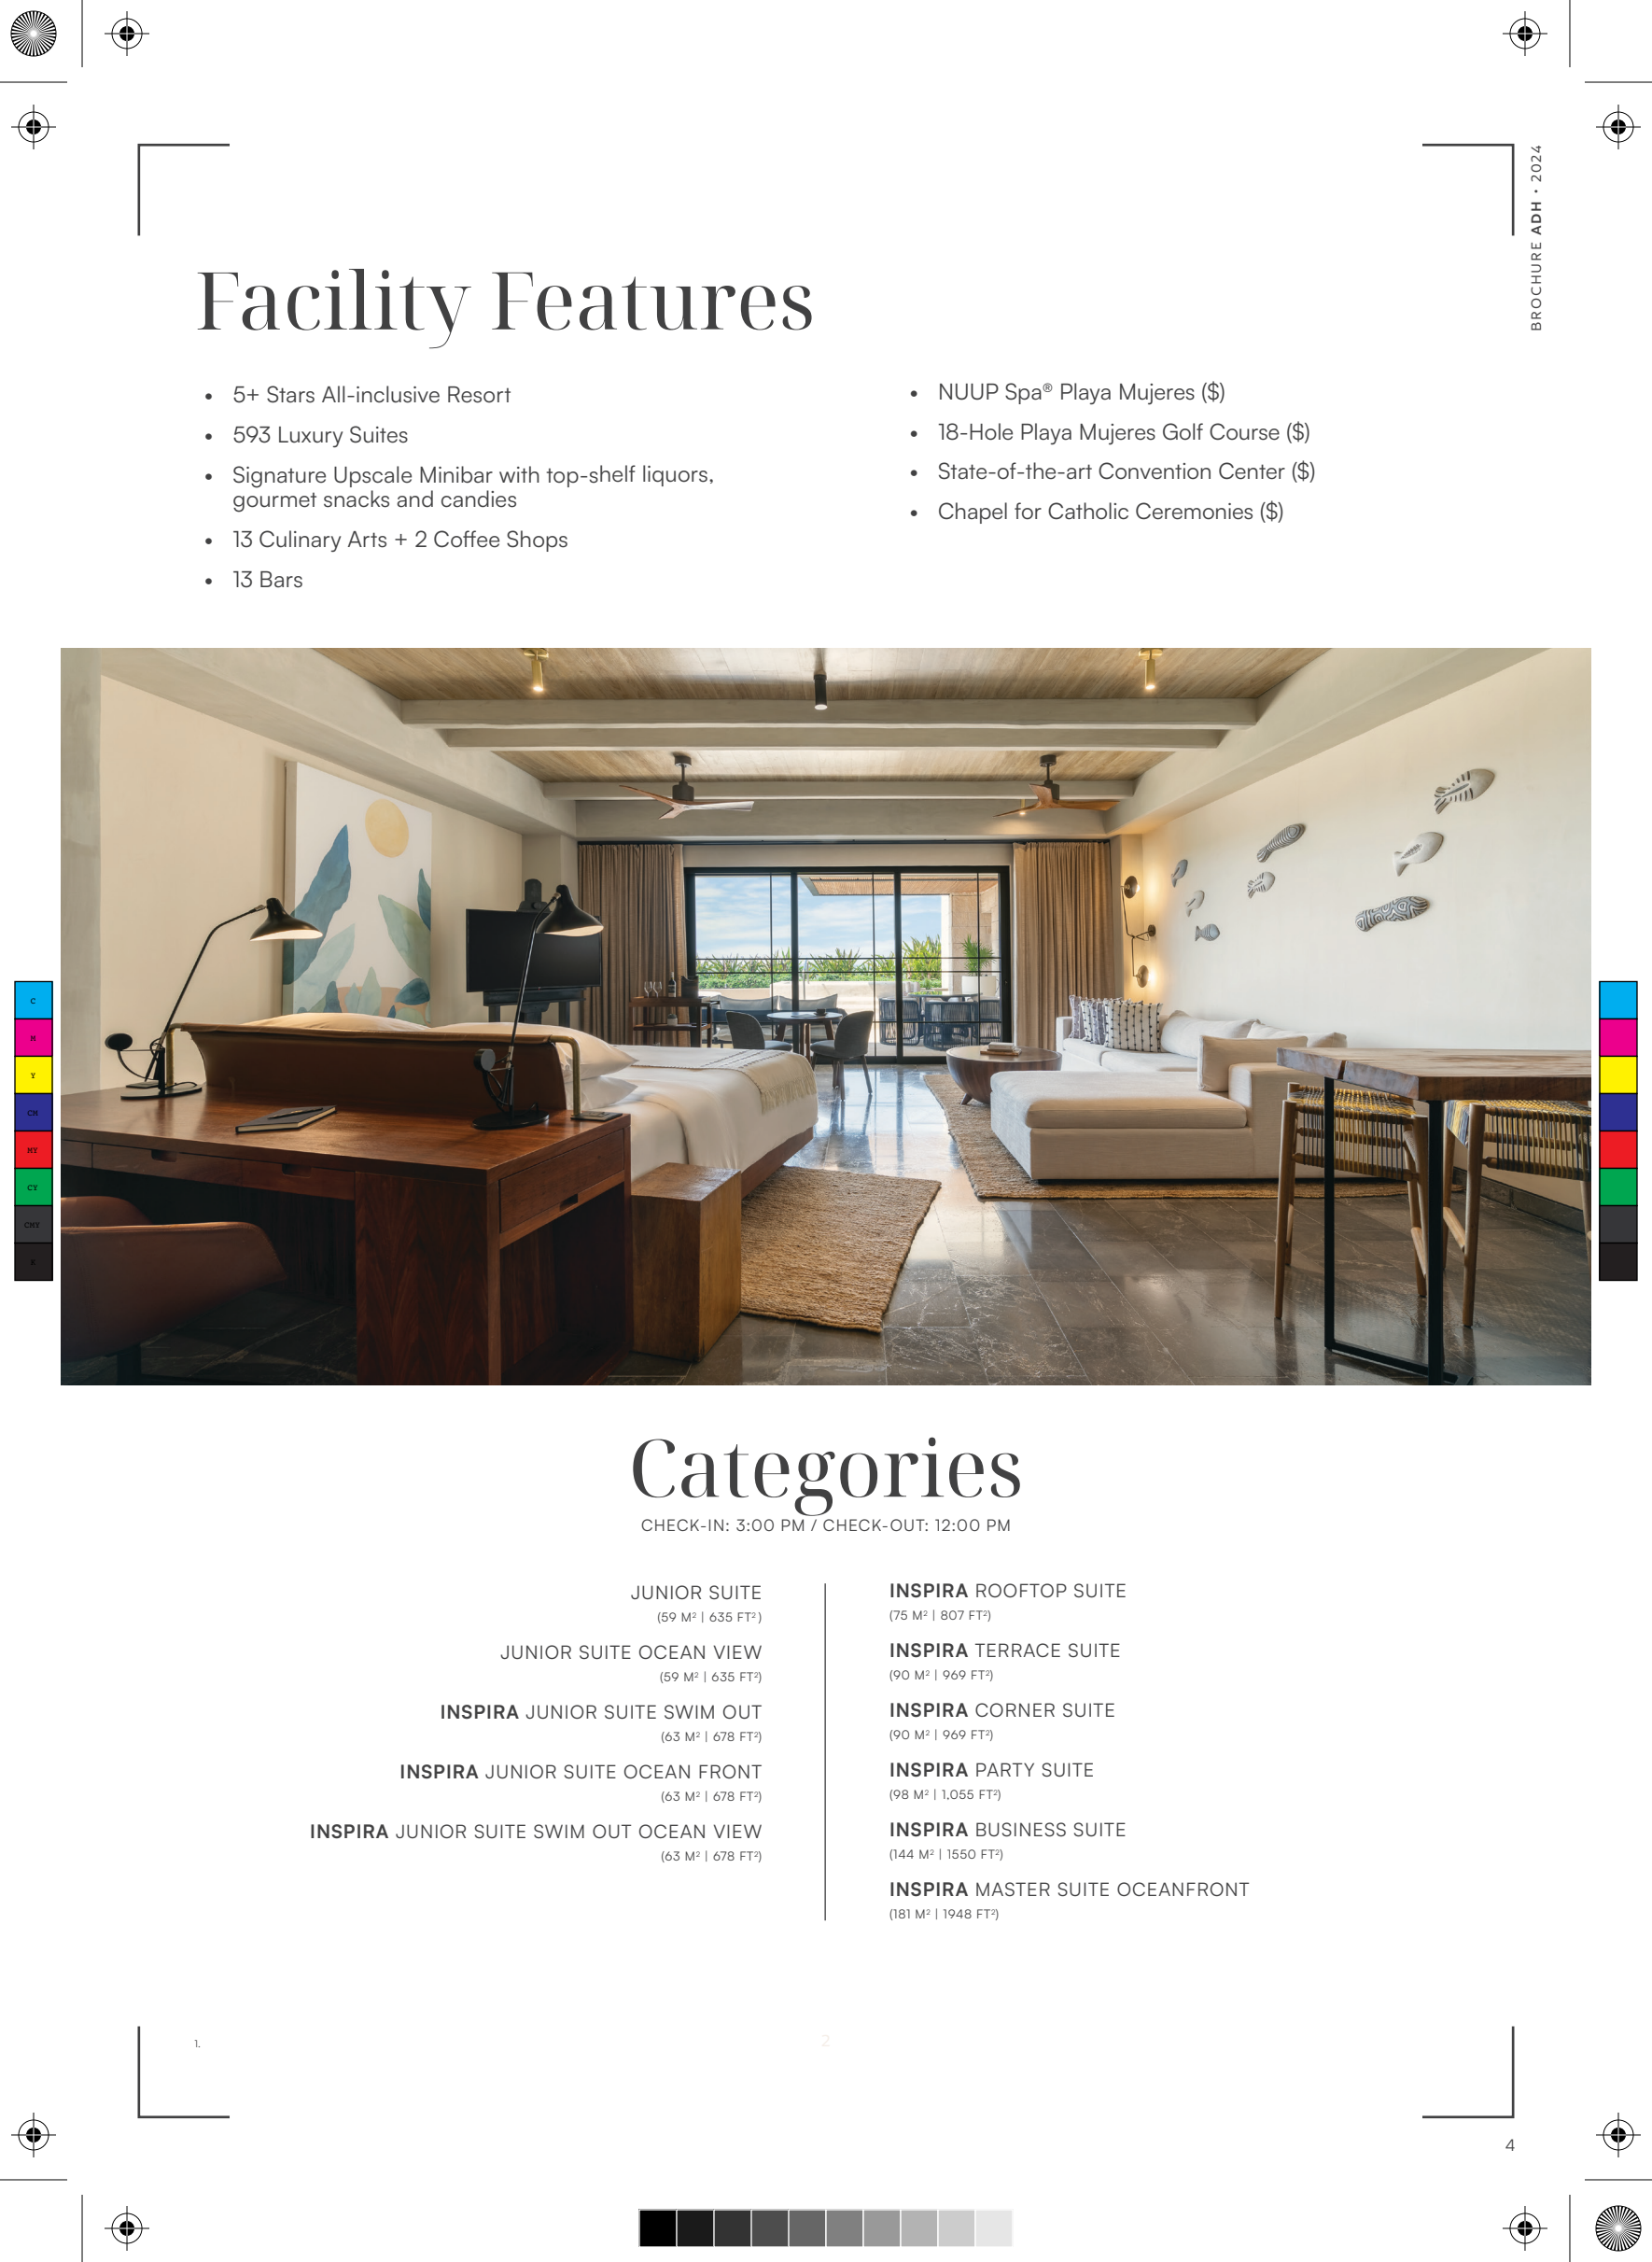 BROCHURE ADH • 2024
Facility Features
• 5+ Stars All-inclusive Resort
• 593 Luxury Suites
• Signature Upscale Minibar with top-shelf liquors,
gourmet snacks and candies
• 13 Culinary Arts + 2 Coffee Shops
• 13 Bars
• NUUP Spa® Playa Mujeres ($)
• 18-Hole Playa Mujeres Golf Course ($)
• State-of-the-art Convention Center ($)
• Chapel for Catholic Ceremonies ($)
C
M
Y
CM
MY
CY
CMY
K
Categories
CHECK-IN: 3:00 PM / CHECK-OUT: 12:00 PM
JUNIOR SUITE
(59 M² | 635 FT²)
JUNIOR SUITE OCEAN VIEW
(59 M² | 635 FT²)
INSPIRA JUNIOR SUITE SWIM OUT
(63 M² | 678 FT²)
INSPIRA JUNIOR SUITE OCEAN FRONT
(63 M² | 678 FT²)
INSPIRA JUNIOR SUITE SWIM OUT OCEAN VIEW
(63 M² | 678 FT²)
INSPIRA ROOFTOP SUITE
(75 M² | 807 FT²)
INSPIRA TERRACE SUITE
(90 M² | 969 FT²)
INSPIRA CORNER SUITE
(90 M² | 969 FT²)
INSPIRA PARTY SUITE
(98 M² | 1,055 FT²)
INSPIRA BUSINESS SUITE
(144 M² | 1550 FT²)
INSPIRA MASTER SUITE OCEANFRONT
(181 M² | 1948 FT²)
1.
2
4